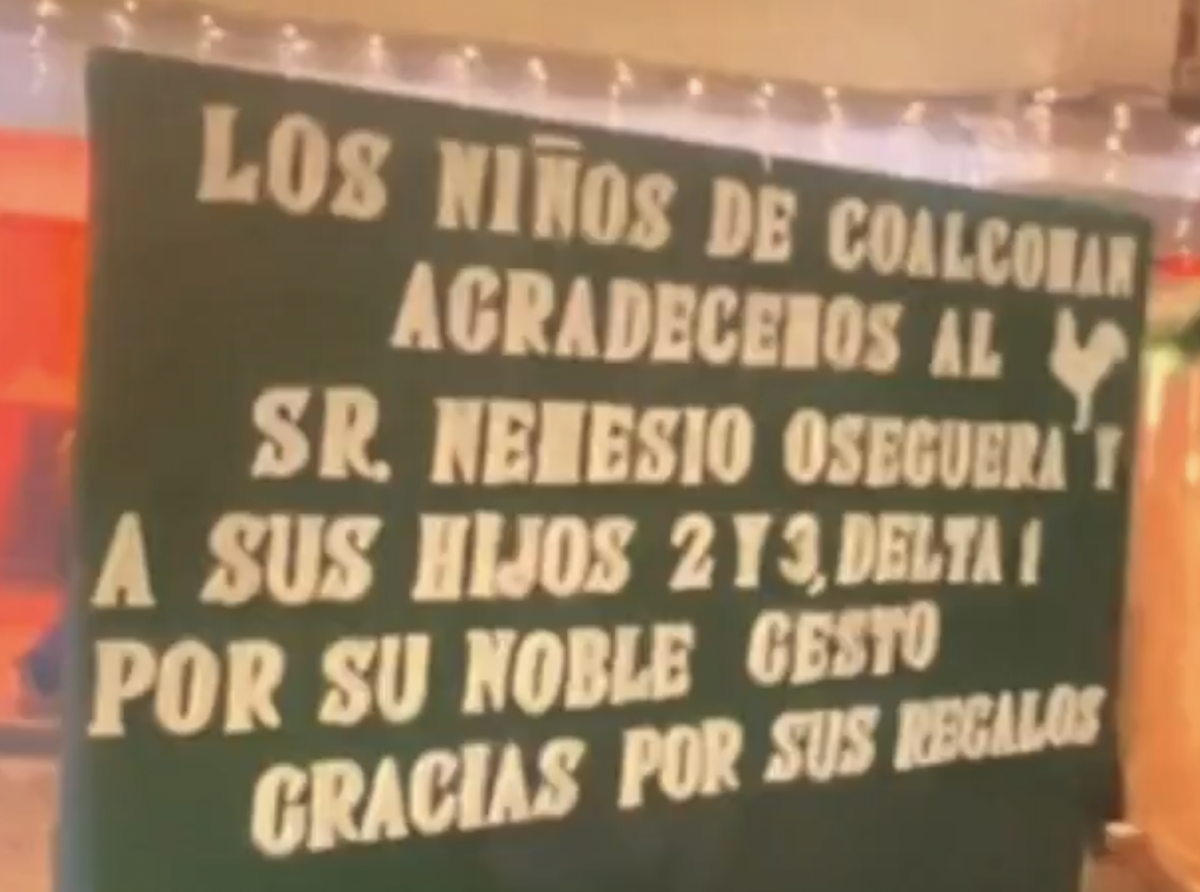 LOS NIÑOS DE COALCOMAN
AGRADECEMOS AL
SR. NEMESIO OSEGUERA Y
A SUS HIJOS 2 Y 3, DELTA 1
POR SU NOBLE GESTO
GRACIAS POR SUS REGALOS